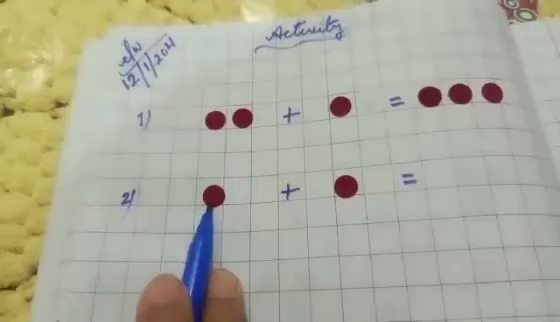 Activity
C/W
12/1/2021
1) + =
2) + =